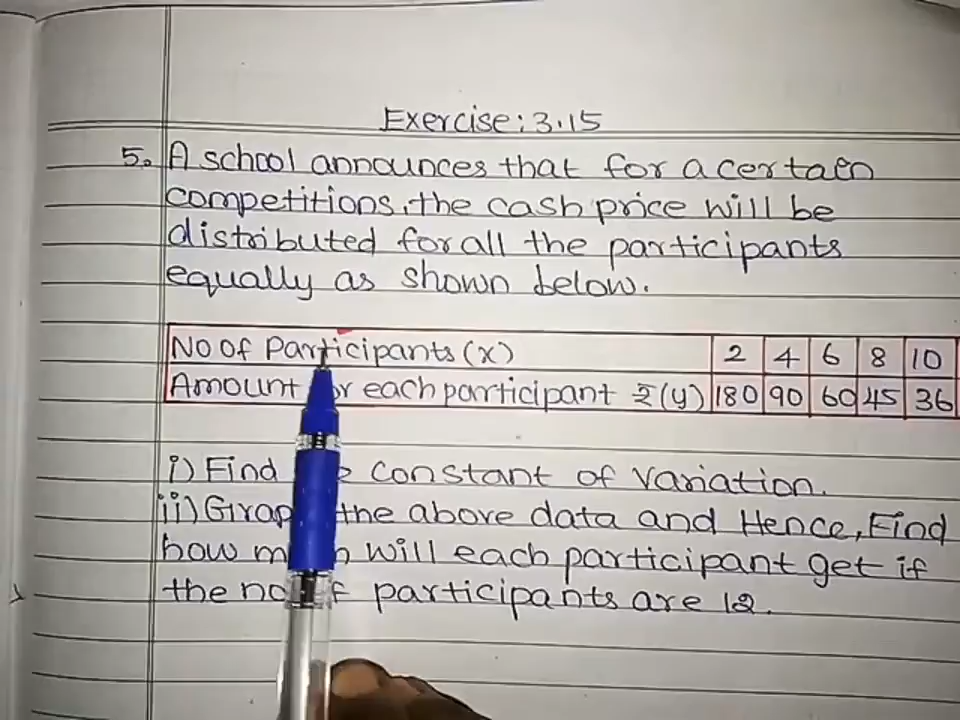 Exercise: 3.15
5. A school announces that for a certain
competitions, the cash price will be
distributed for all the participants
equally as shown below.
No Of Participants (x) 2 4 6 8 10
Amount each participant ₹ (y) 180 90 60 45 36
i) Find constant of Variation.
ii) Graph the above data and Hence, Find
how will each participant get if
the no participants are 12.